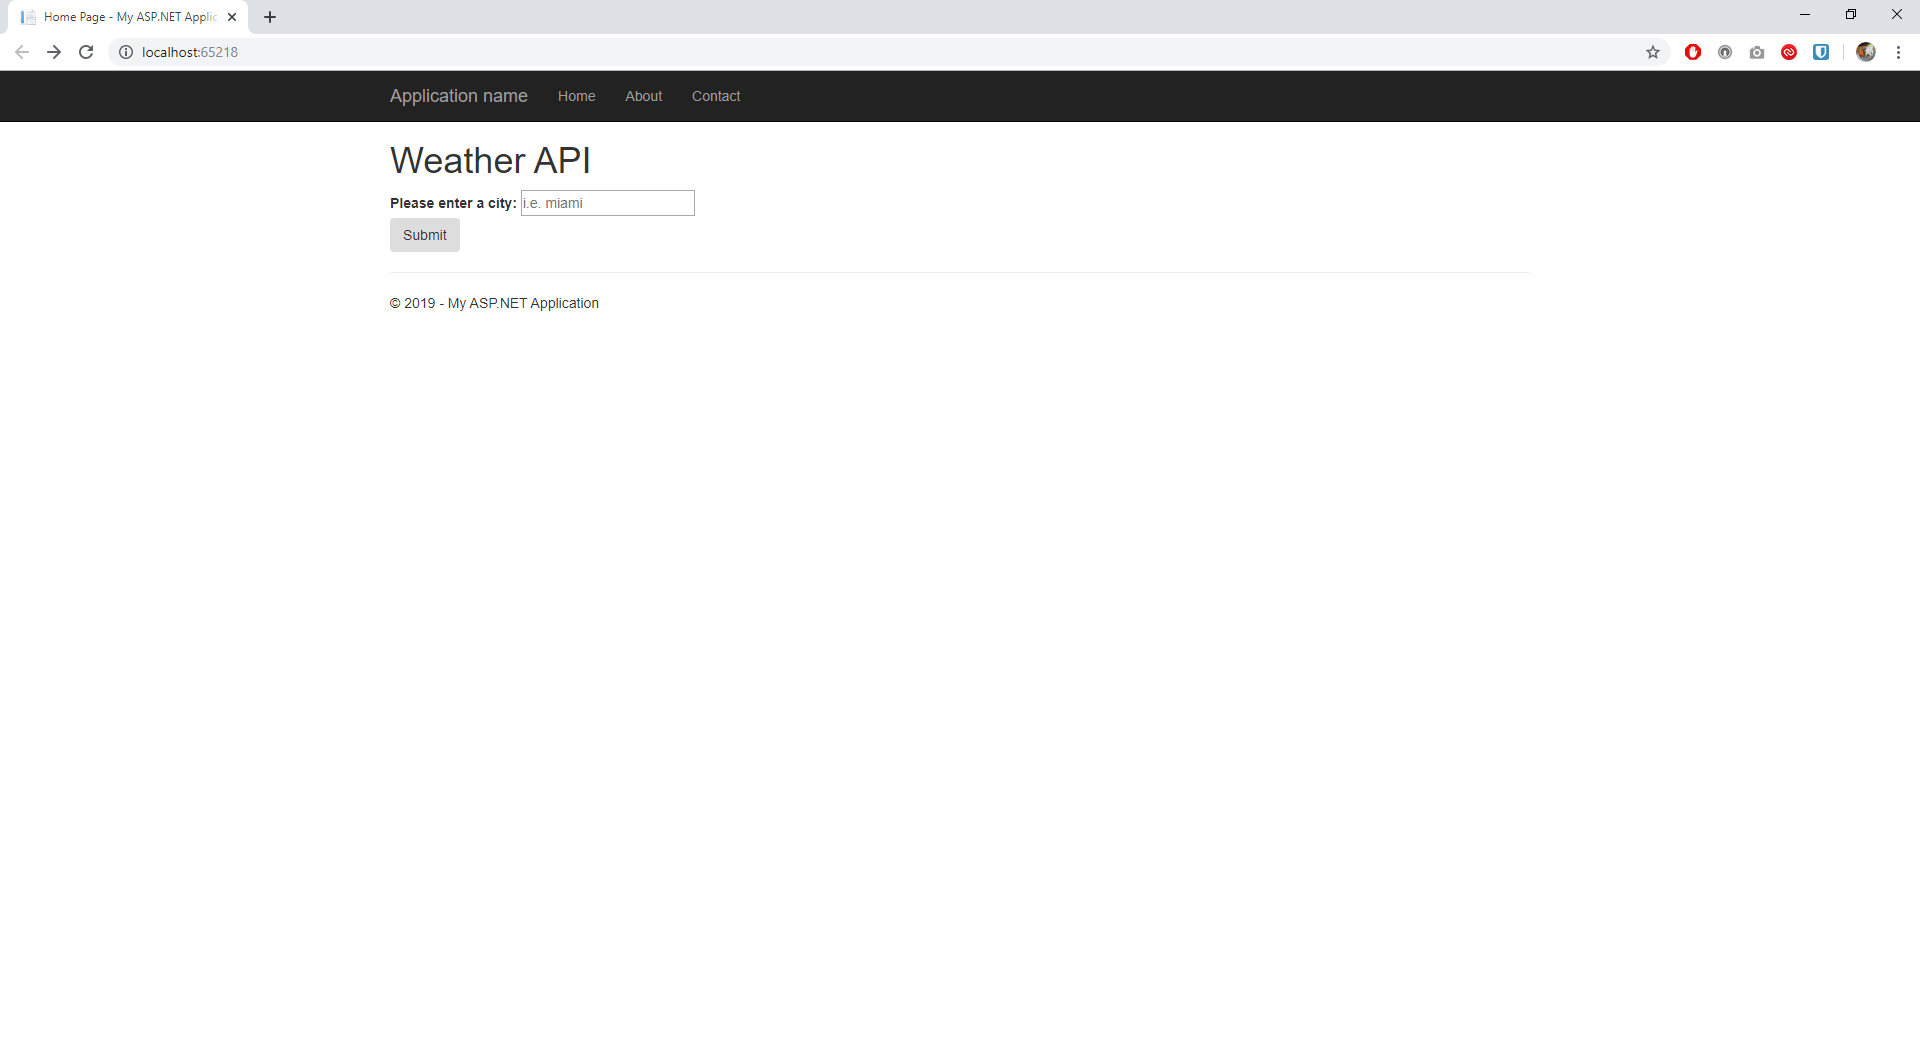 Home Page - My ASP.NET Applic
localhost:65218
Application name Home About Contact
Weather API
Please enter a city: i.e. miami
Submit
© 2019 - My ASP.NET Application